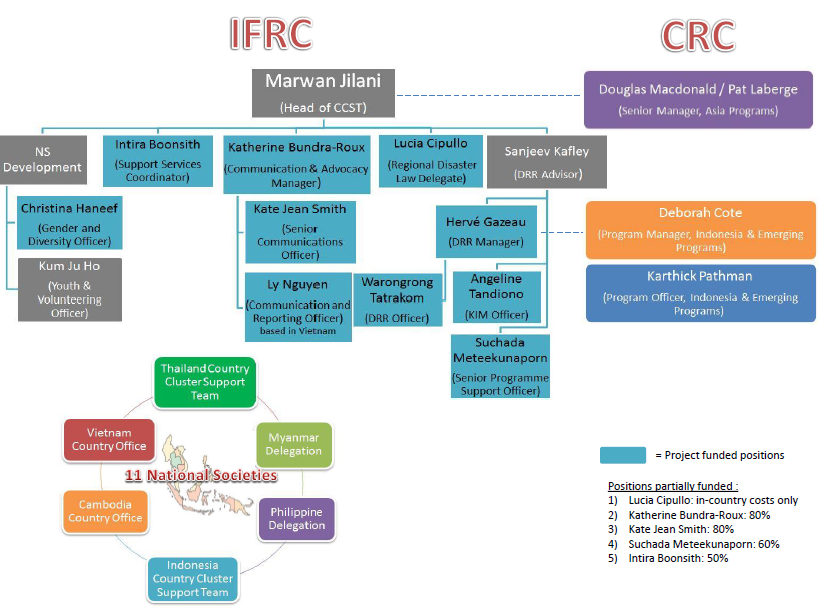 IFRC
CRC
Marwan Jilani
(Head of CCST)
Douglas Macdonald / Pat Laberge
(Senior Manager, Asia Programs)
NS
Development
Intira Boonsith
(Support Services
Coordinator)
Katherine Bundra-Roux
(Communication & Advocacy
Manager)
Lucia Cipullo
(Regional Disaster
Law Delegate)
Sanjeev Kafley
(DRR Advisor)
Christina Haneef
(Gender and
Diversity Officer)
Kum Ju Ho
(Youth &
Volunteering
Officer)
Kate Jean Smith
(Senior
Communications
Officer)
Ly Nguyen
(Communication and
Reporting Officer)
based in Vietnam
Hervé Gazeau
(DRR Manager)
Warongrong
Tatrakom
(DRR Officer)
Angeline
Tandiono
(KIM Officer)
Suchada
Meteekunaporn
(Senior Programme
Support Officer)
Deborah Cote
(Program Manager, Indonesia & Emerging
Programs)
Karthick Pathman
(Program Officer, Indonesia & Emerging
Programs)
Thailand Country
Cluster Support
Team
Vietnam
Country Office
Myanmar
Delegation
11 National Societies
Cambodia
Country Office
Philippine
Delegation
Indonesia
Country Cluster
Support Team
= Project funded positions
Positions partially funded :
1) Lucia Cipullo: in-country costs only
2) Katherine Bundra-Roux: 80%
3) Kate Jean Smith: 80%
4) Suchada Meteekunaporn: 60%
5) Intira Boonsith: 50%